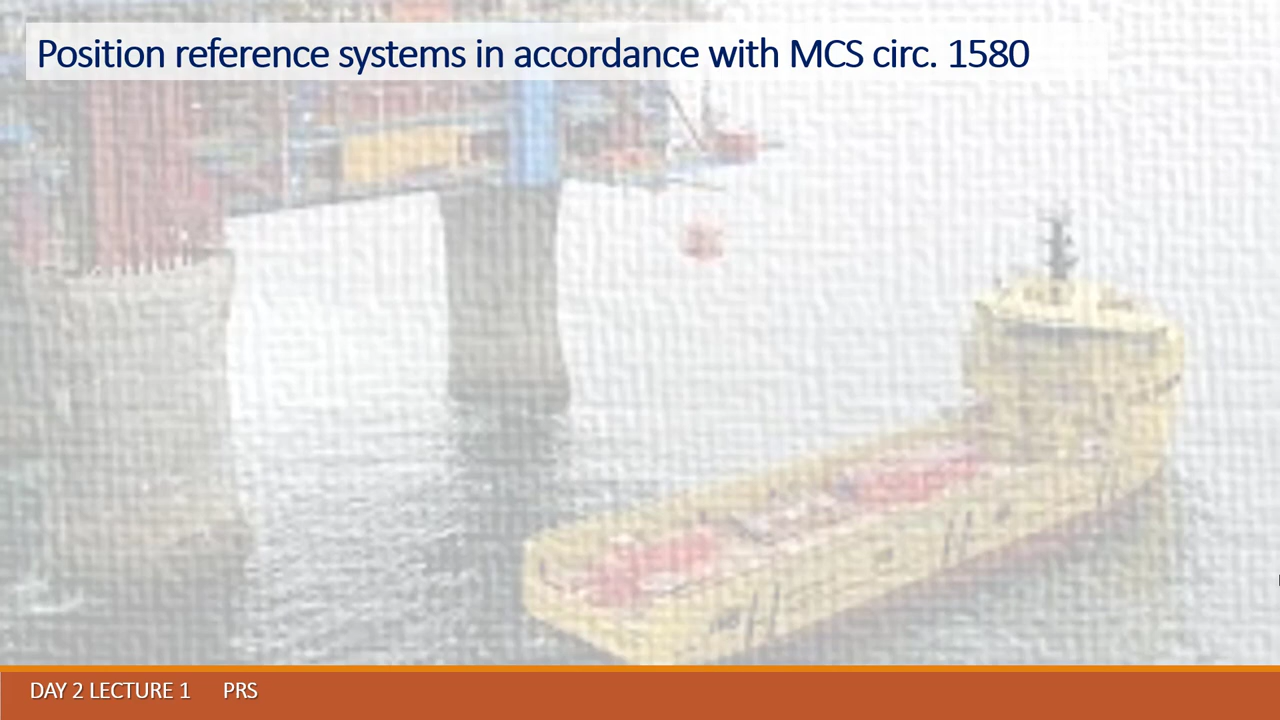 Position reference systems in accordance with MCS circ. 1580
DAY 2 LECTURE 1 PRS